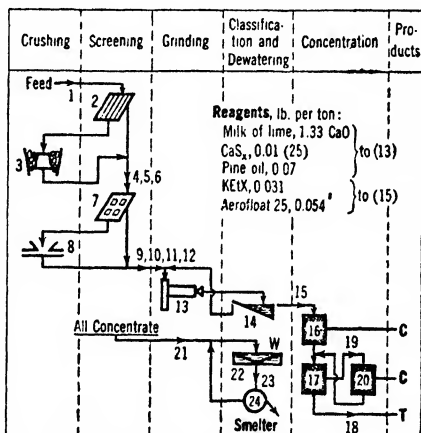 Crushing
Screening
Grinding
Classifica-
tion and
Dewatering
Concentration
Pro-
ducts
Feed
1
2
3
4,5,6
7
8
9,10,11,12
13
14
15
16
C
19
17
20
C
18
T
Reagents, lb. per ton:
Milk of lime, 1.33 CaO
CaSx, 0.01 (25)
Pine oil, 0 07
to (13)
KEtX, 0 031
Aerofloat 25, 0.054
to (15)
All Concentrate
21
W
22
23
24
Smelter